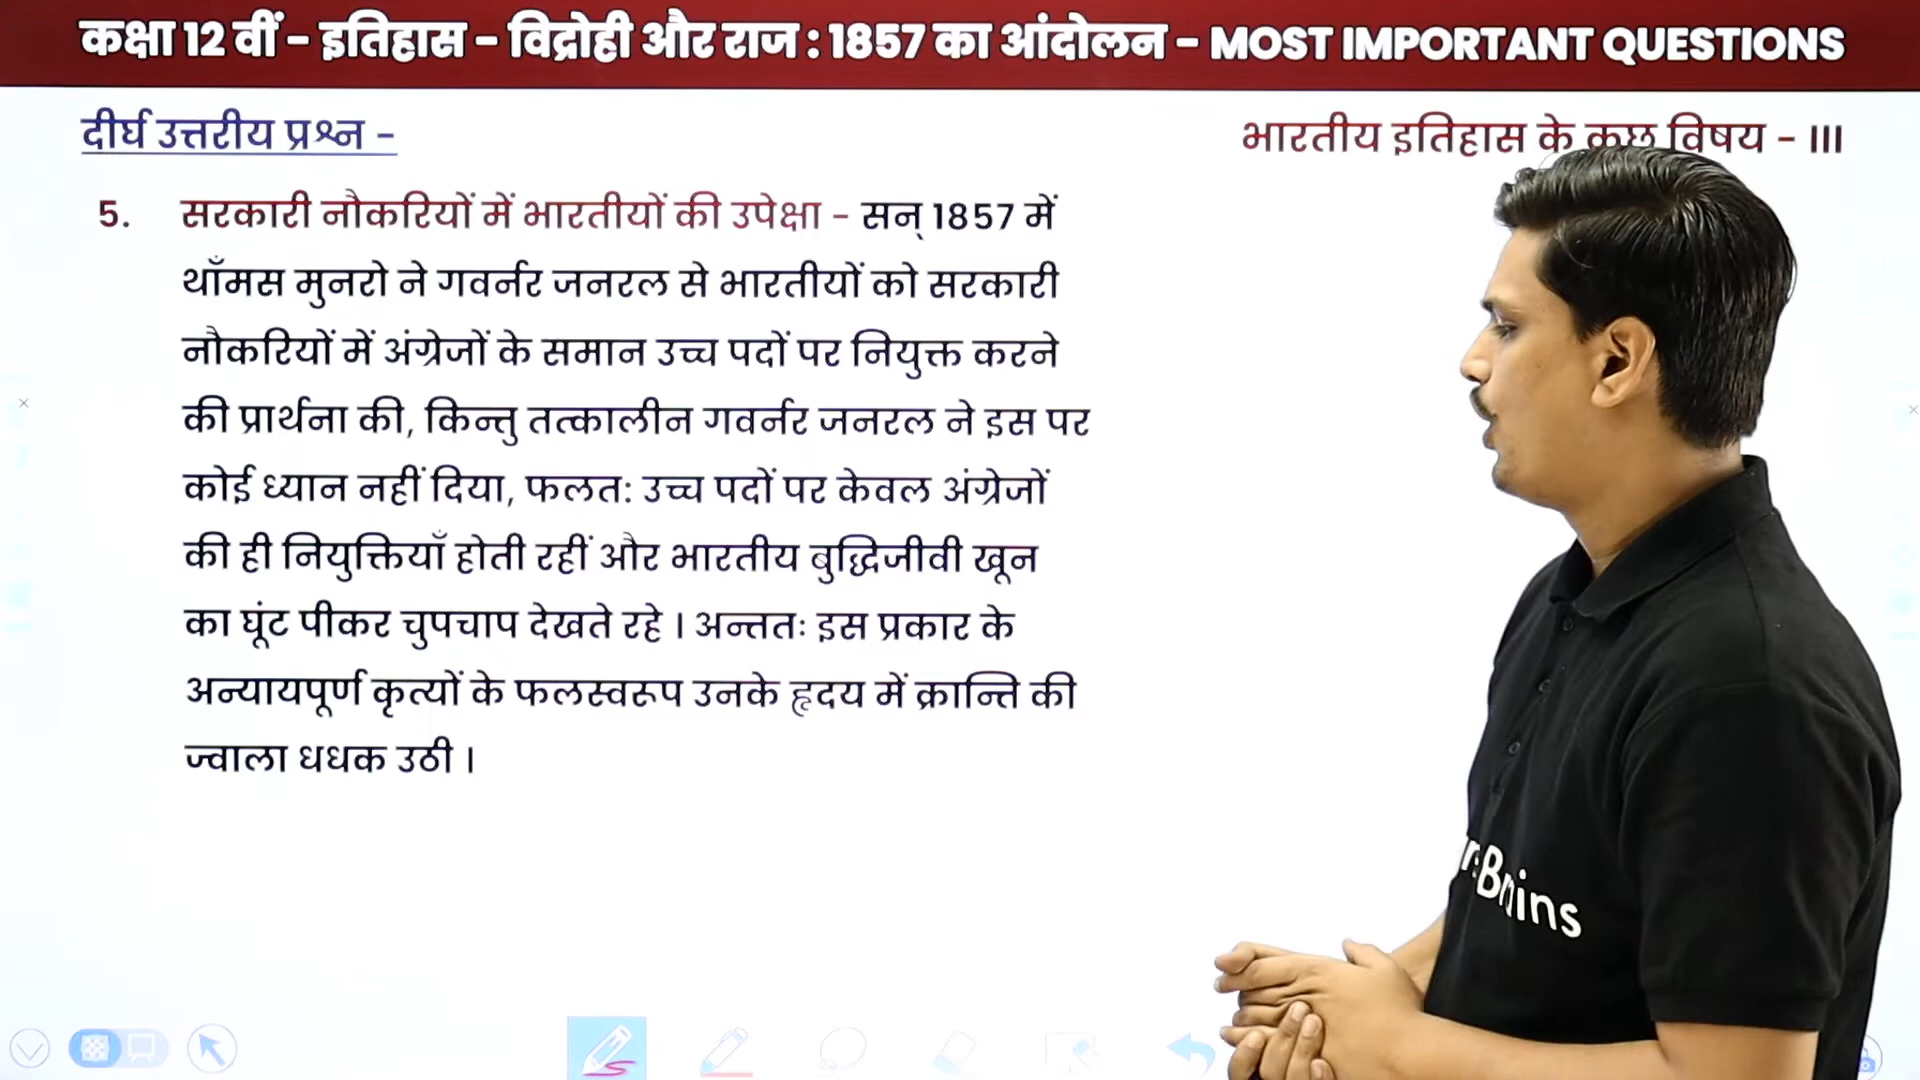 कक्षा 12 वीं - इतिहास - विद्रोही और राज : 1857 का आंदोलन - MOST IMPORTANT QUESTIONS
दीर्घ उत्तरीय प्रश्न -
भारतीय इतिहास के कुछ विषय - III
5. सरकारी नौकरियों में भारतीयों की उपेक्षा - सन् 1857 में
थाँमस मुनरो ने गवर्नर जनरल से भारतीयों को सरकारी
नौकरियों में अंग्रेजों के समान उच्च पदों पर नियुक्त करने
की प्रार्थना की, किन्तु तत्कालीन गवर्नर जनरल ने इस पर
कोई ध्यान नहीं दिया, फलत: उच्च पदों पर केवल अंग्रेजों
की ही नियुक्तियाँ होती रहीं और भारतीय बुद्धिजीवी खून
का घूंट पीकर चुपचाप देखते रहे । अन्ततः इस प्रकार के
अन्यायपूर्ण कृत्यों के फलस्वरूप उनके हृदय में क्रान्ति की
ज्वाला धधक उठी ।
Brains